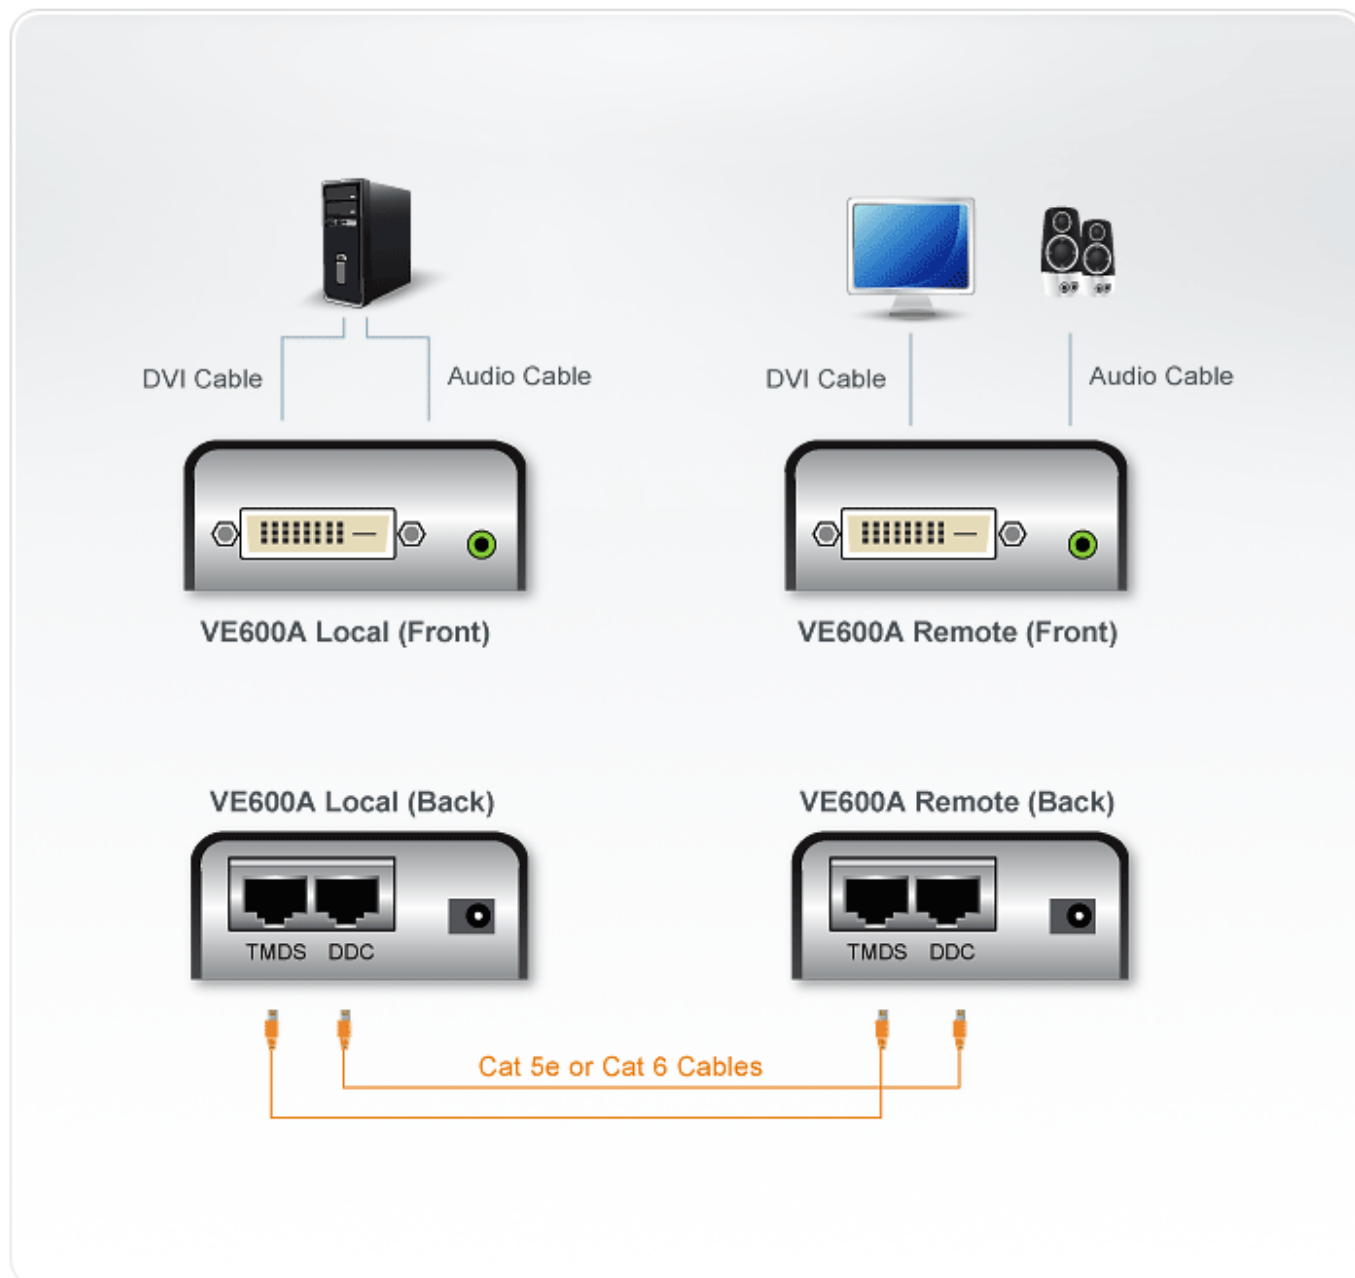 DVI Cable
Audio Cable
DVI Cable
Audio Cable
VE600A Local (Front)
VE600A Remote (Front)
VE600A Local (Back)
VE600A Remote (Back)
TMDS DDC
TMDS DDC
Cat 5e or Cat 6 Cables